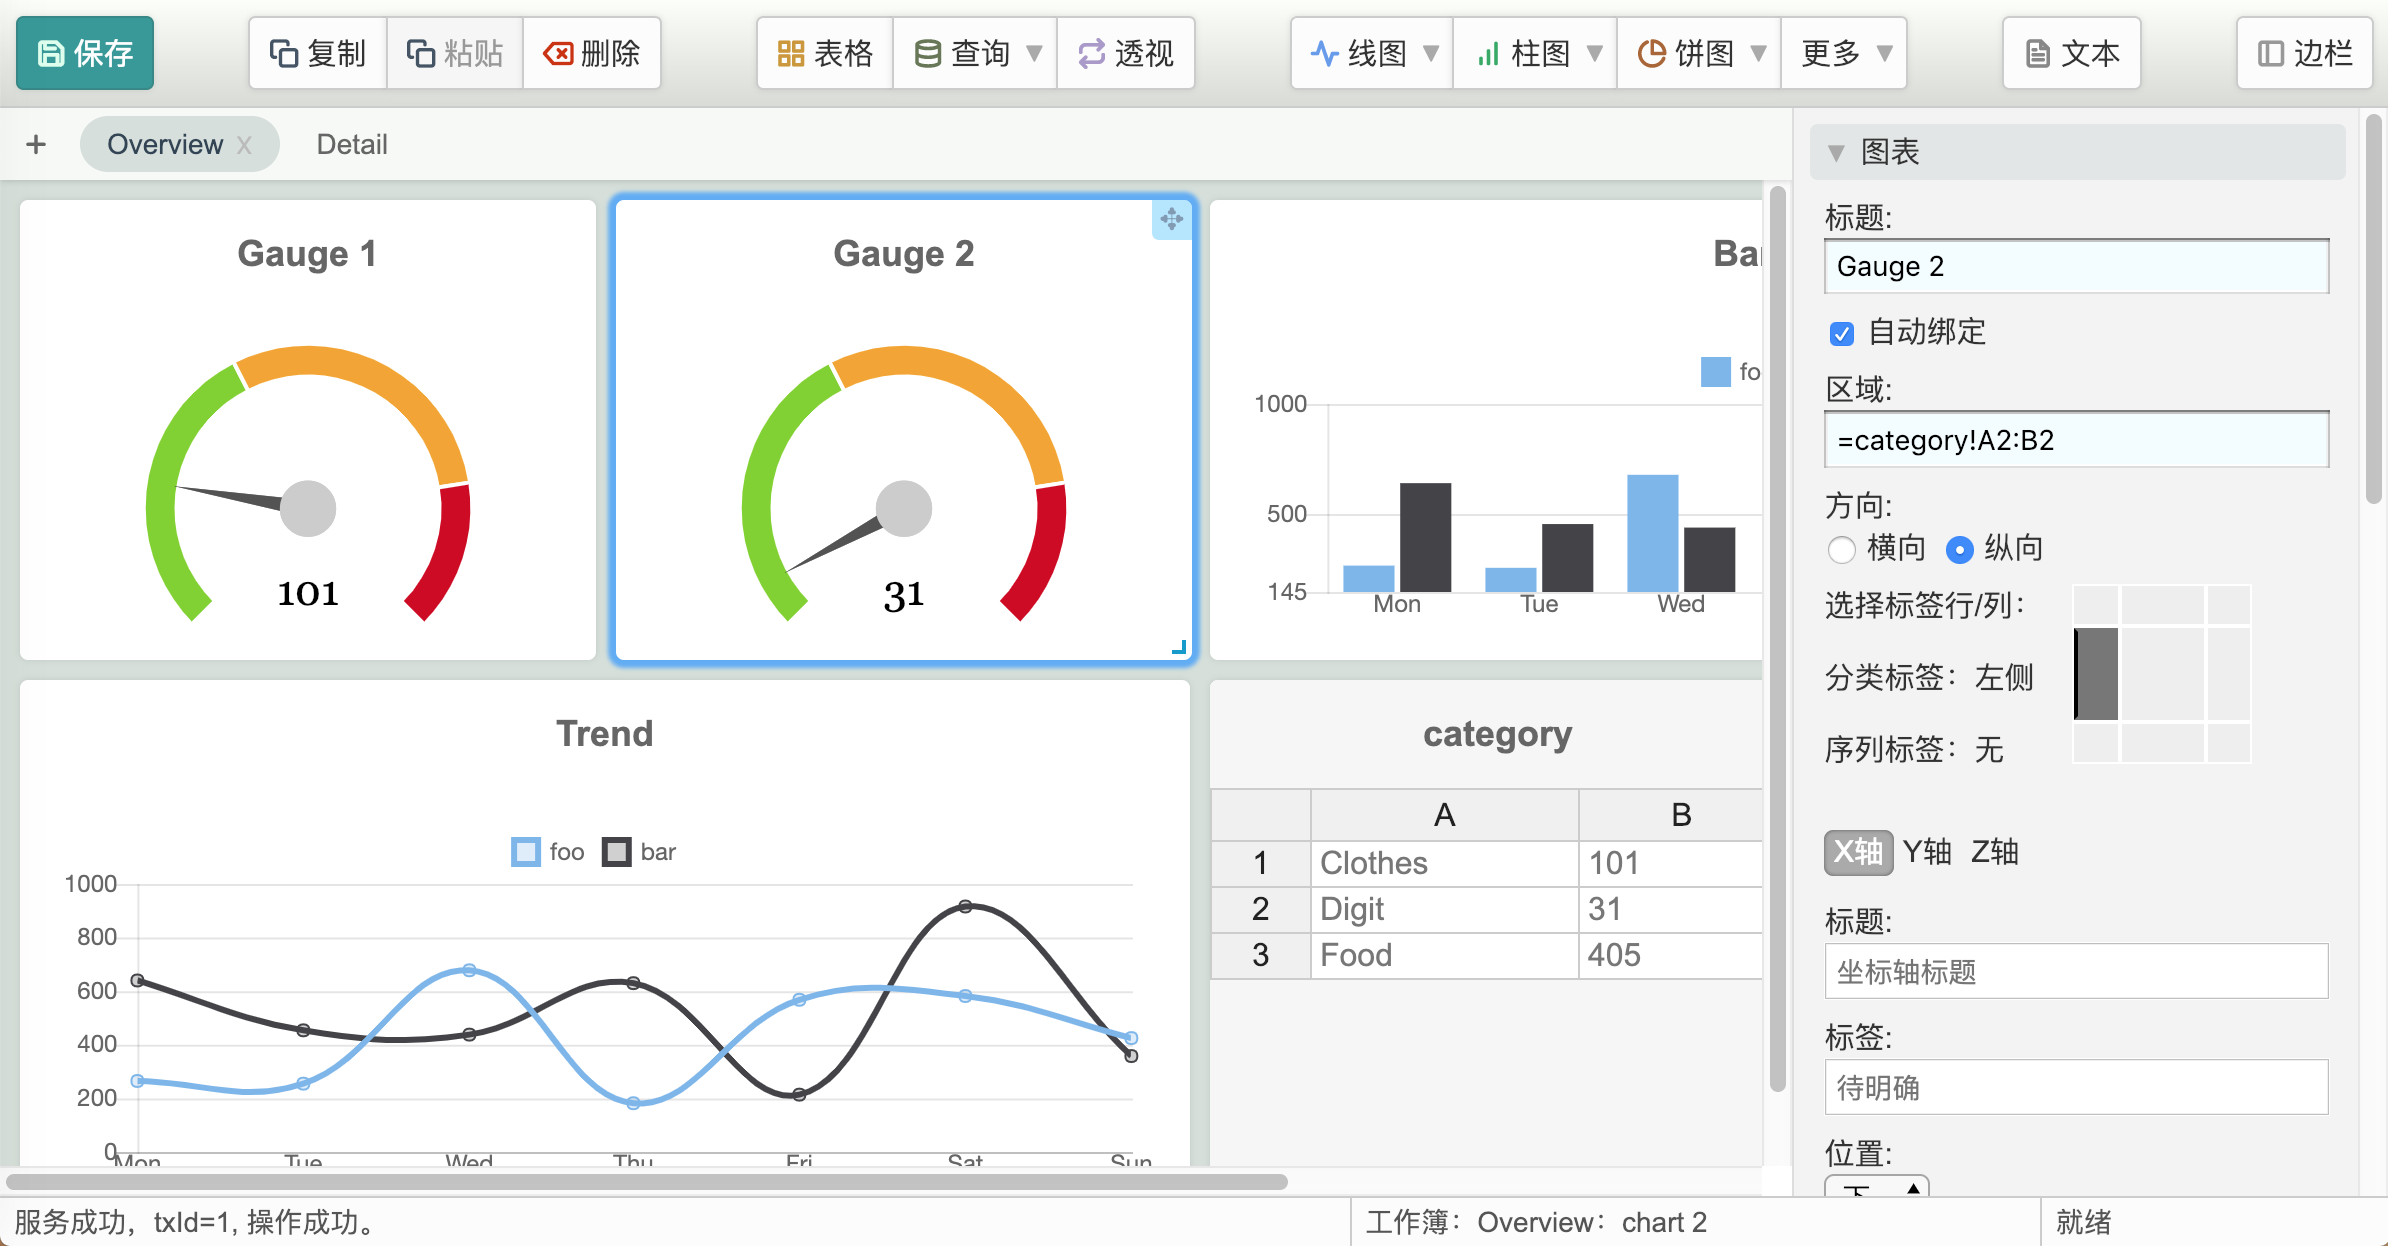 保存 复制 粘贴 删除 表格 查询 透视 线图 柱图 饼图 更多 文本 边栏
+ Overview X Detail
Gauge 1
101
Gauge 2
31
Ba
fo
1000
500
145
Mon Tue Wed
Trend
foo bar
1000
800
600
400
200
0
Mon Tue Wed Thu Fri Sat Sun
category
A B
1 Clothes 101
2 Digit 31
3 Food 405
图表
标题:
Gauge 2
自动绑定
区域:
=category!A2:B2
方向:
横向 纵向
选择标签行/列：
分类标签：左侧
序列标签：无
X轴 Y轴 Z轴
标题:
坐标轴标题
标签:
待明确
位置:
下
服务成功，txId=1, 操作成功。 工作簿：Overview：chart 2 就绪